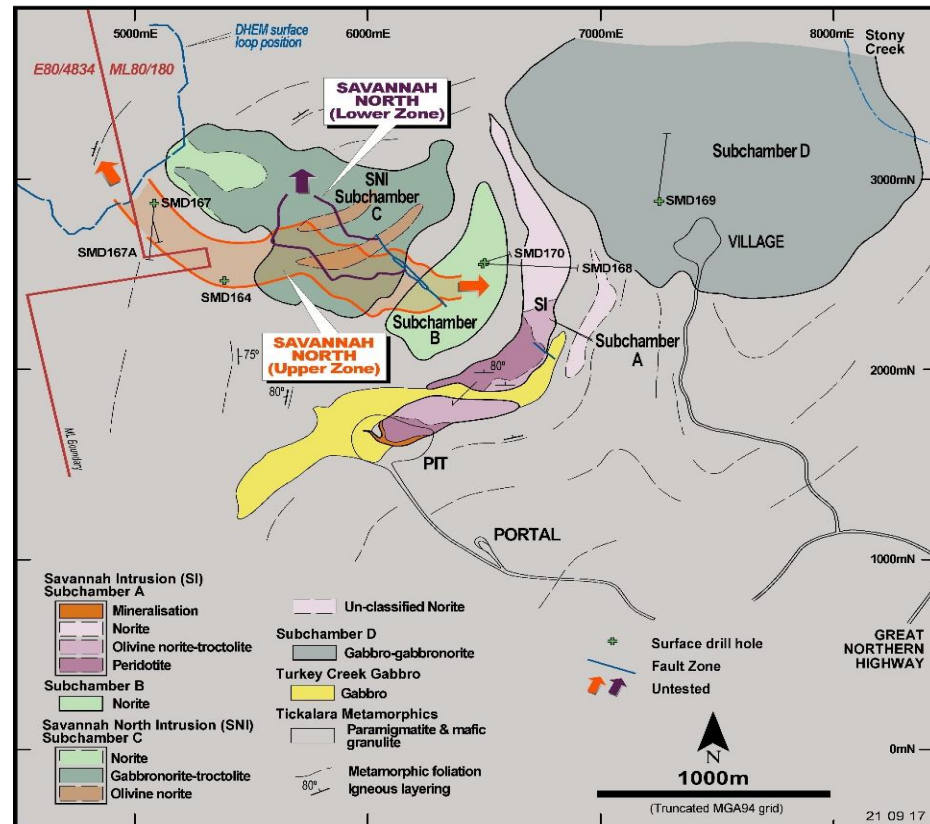 5000mE
6000mE
7000mE
8000mE
Stony
Creek
DHEM surface
loop position
E80/4834
ML80/180
SAVANNAH
NORTH
(Lower Zone)
Subchamber D
SNI
Subchamber
C
3000mN
SMD167
SMD169
VILLAGE
SMD167A
SMD170
SMD168
SMD164
SI
Subchamber
B
Subchamber
A
SAVANNAH
NORTH
(Upper Zone)
75°
80°
80°
2000mN
ML Boundary
PIT
PORTAL
1000mN
Savannah Intrusion (SI)
Subchamber A
Mineralisation
Norite
Olivine norite-troctolite
Peridotite
Subchamber B
Norite
Savannah North Intrusion (SNI)
Subchamber C
Norite
Gabbronorite-troctolite
Olivine norite
Un-classified Norite
Subchamber D
Gabbro-gabbronorite
Turkey Creek Gabbro
Gabbro
Tickalara Metamorphics
Paramigmatite & mafic
granulite
Metamorphic foliation
80°
Igneous layering
Surface drill hole
Fault Zone
Untested
GREAT
NORTHERN
HIGHWAY
0mN
N
1000m
(Truncated MGA94 grid)
21 09 17